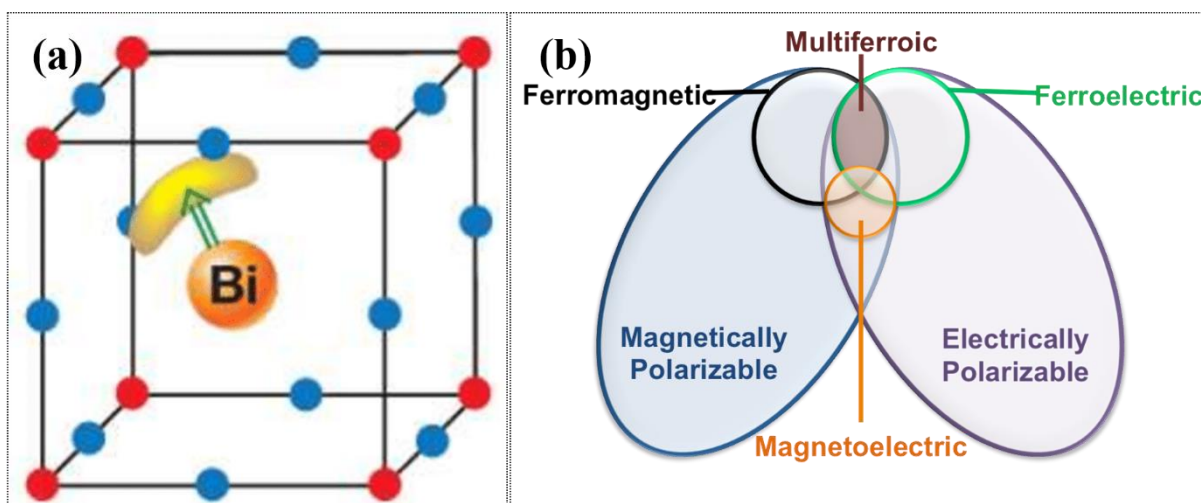 (a)
Bi
(b)
Multiferroic
Ferromagnetic
Ferroelectric
Magnetically
Polarizable
Electrically
Polarizable
Magnetoelectric